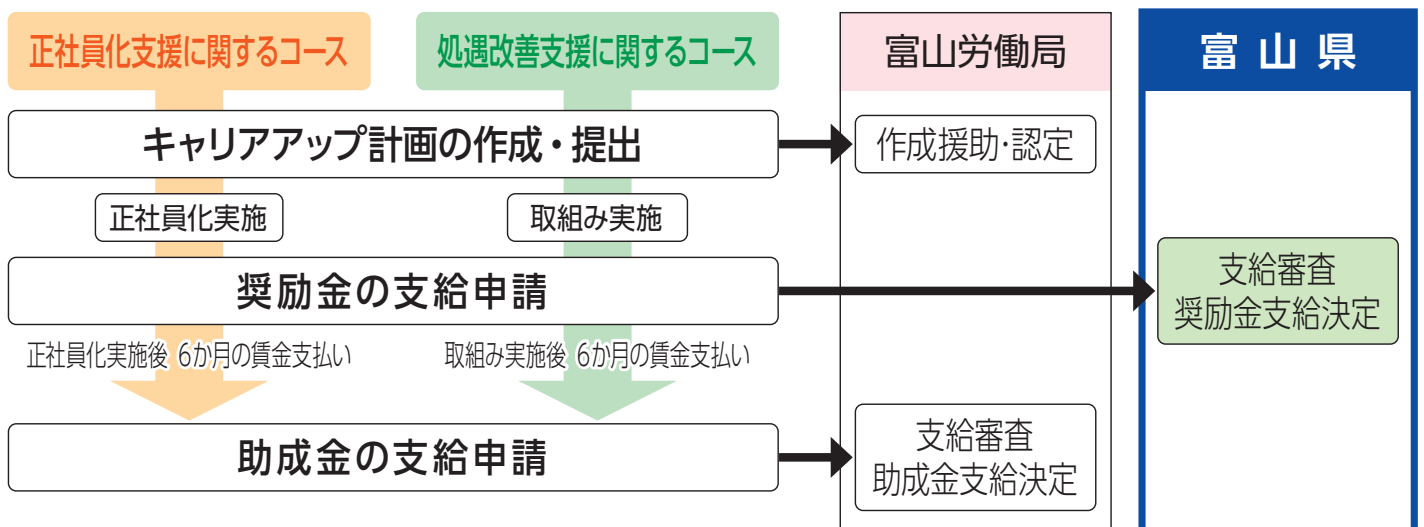 正社員化支援に関するコース
処遇改善支援に関するコース
富山労働局
富山県
キャリアアップ計画の作成・提出
作成援助･認定
正社員化実施
取組み実施
奨励金の支給申請
支給審査
奨励金支給決定
正社員化実施後 6か月の賃金支払い
取組み実施後 6か月の賃金支払い
助成金の支給申請
支給審査
助成金支給決定